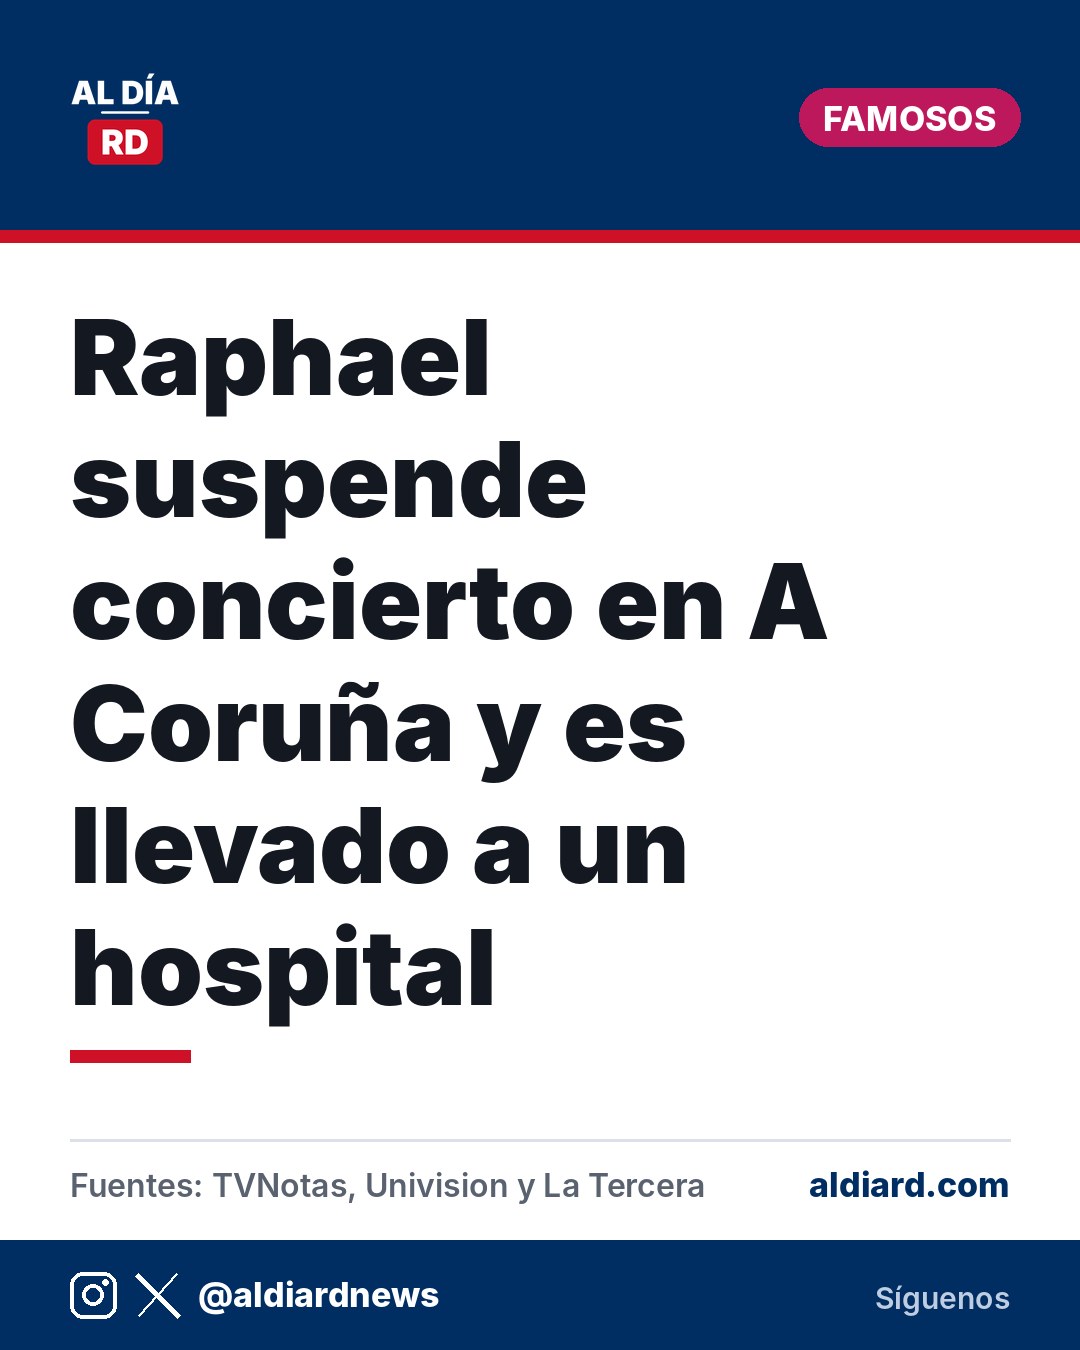 AL DÍA
RD
FAMOSOS
Raphael
suspende
concierto en A
Coruña y es
llevado a un
hospital
Fuentes: TVNotas, Univision y La Tercera
aldiard.com
@aldiardnews
Síguenos